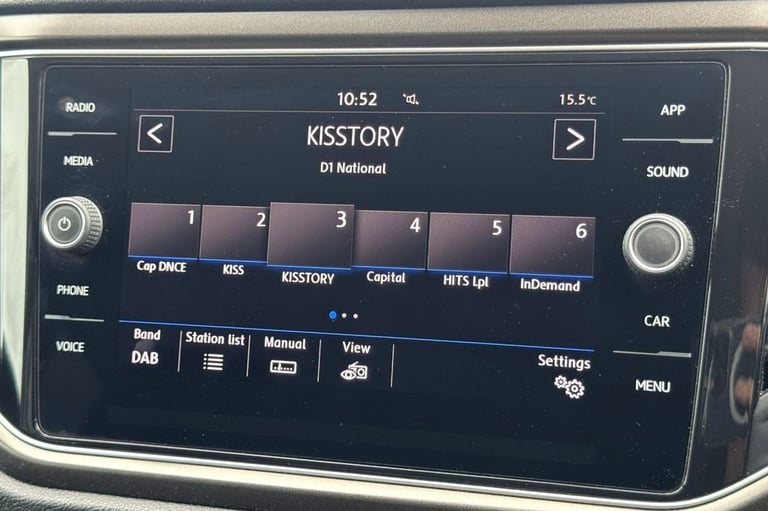 RADIO
MEDIA
PHONE
VOICE
10:52
15.5°C
KISSTORY
D1 National
1
Cap DNCE
2
KISS
3
KISSTORY
4
Capital
5
HITS Lpl
6
InDemand
Band
DAB
Station list
Manual
View
Settings
APP
SOUND
CAR
MENU